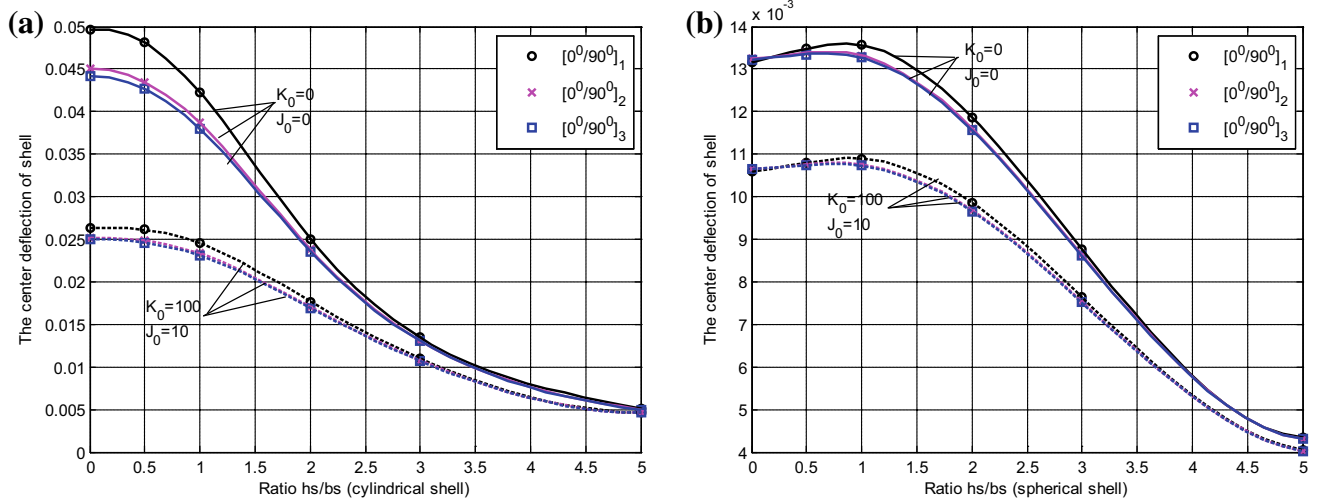 (a)
The center deflection of shell
0.05
0.045
0.04
0.035
0.03
0.025
0.02
0.015
0.01
0.005
0
[0⁰/90⁰]₁
[0⁰/90⁰]₂
[0⁰/90⁰]₃
K₀=0
J₀=0
K₀=100
J₀=10
0 0.5 1 1.5 2 2.5 3 3.5 4 4.5 5
Ratio hs/bs (cylindrical shell)
(b)
x 10⁻³
The center deflection of shell
14
13
12
11
10
9
8
7
6
5
4
[0⁰/90⁰]₁
[0⁰/90⁰]₂
[0⁰/90⁰]₃
K₀=0
J₀=0
K₀=100
J₀=10
0 0.5 1 1.5 2 2.5 3 3.5 4 4.5 5
Ratio hs/bs (spherical shell)